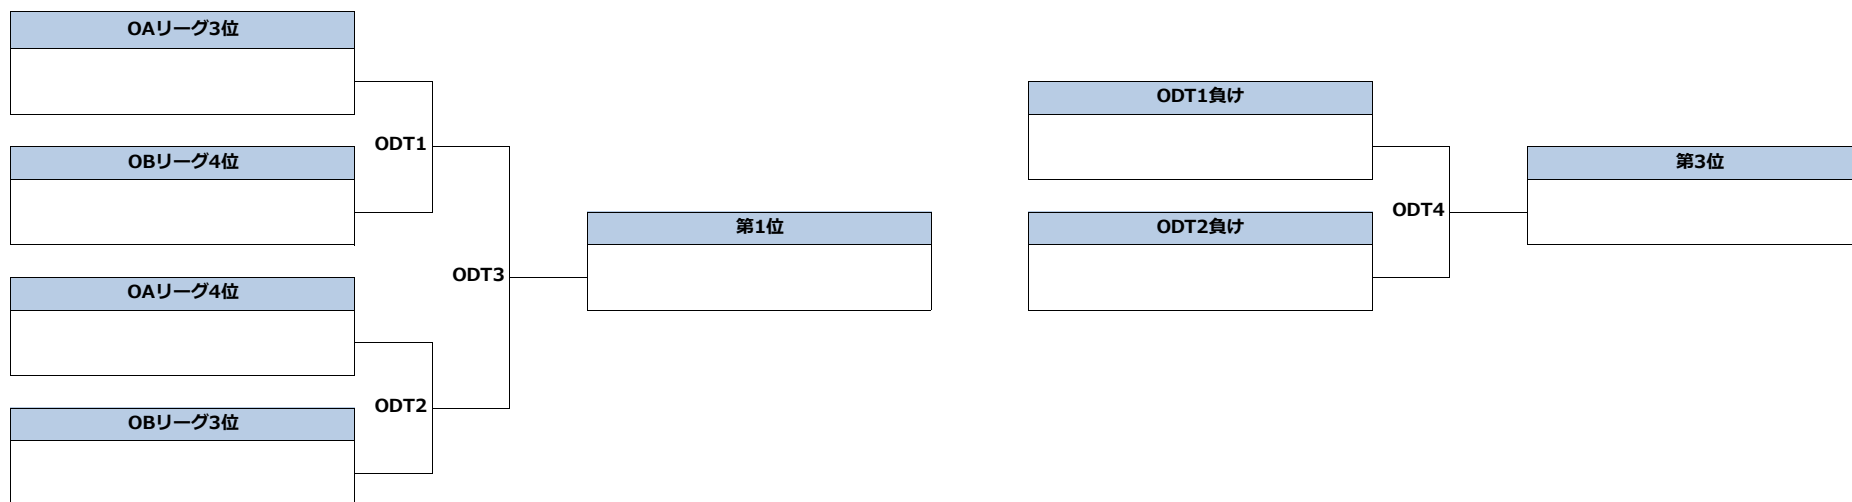 OAリーグ3位
ODT1
OBリーグ4位
ODT3
第1位
OAリーグ4位
ODT2
OBリーグ3位
ODT1負け
ODT4
第3位
ODT2負け